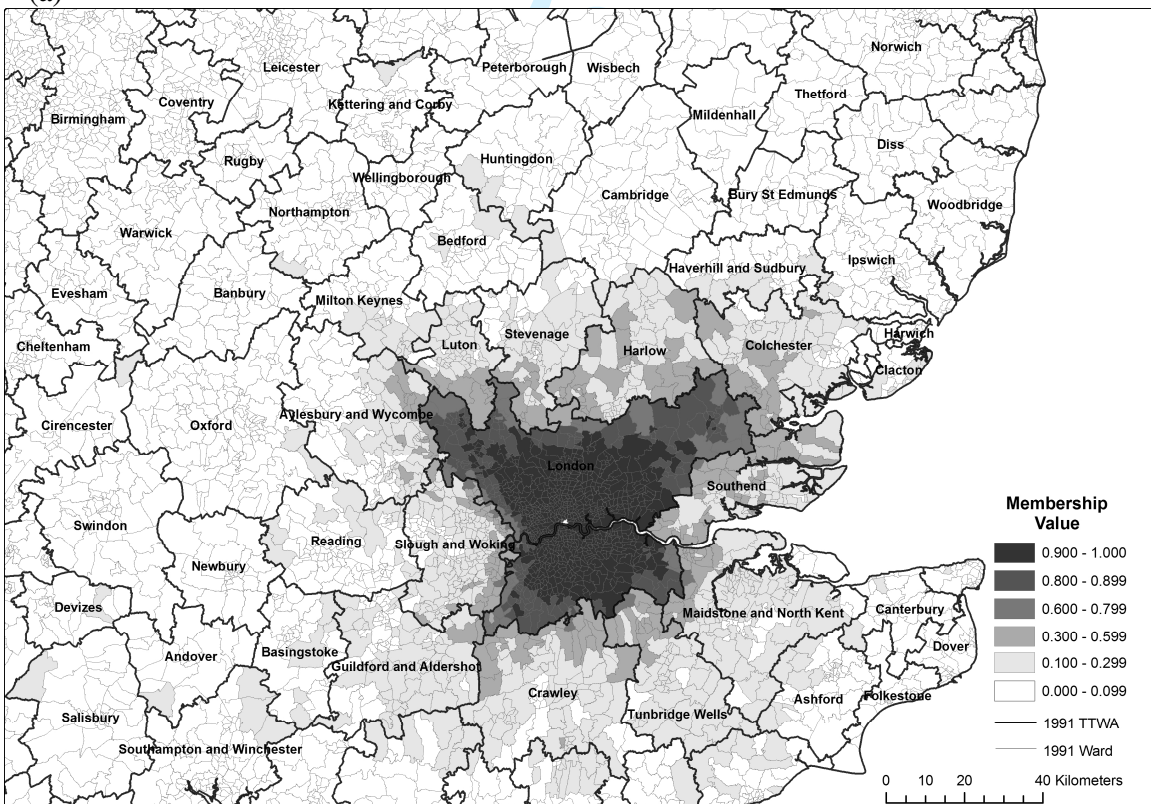 (a)
Norwich
Leicester
Peterborough
Wisbech
Thetford
Coventry
Kettering and Corby
Mildenhall
Birmingham
Diss
Rugby
Huntingdon
Wellingborough
Cambridge
Bury St Edmunds
Woodbridge
Northampton
Warwick
Bedford
Ipswich
Haverhill and Sudbury
Evesham
Banbury
Milton Keynes
Stevenage
Harwich
Cheltenham
Luton
Harlow
Colchester
Clacton
Aylesbury and Wycombe
Cirencester
Oxford
London
Southend
Swindon
Reading
Slough and Woking
Newbury
Devizes
Maidstone and North Kent
Canterbury
Andover
Basingstoke
Dover
Guildford and Aldershot
Crawley
Ashford
Folkestone
Salisbury
Tunbridge Wells
Southampton and Winchester
Membership
Value
0.900 - 1.000
0.800 - 0.899
0.600 - 0.799
0.300 - 0.599
0.100 - 0.299
0.000 - 0.099
1991 TTWA
1991 Ward
0 10 20 40 Kilometers